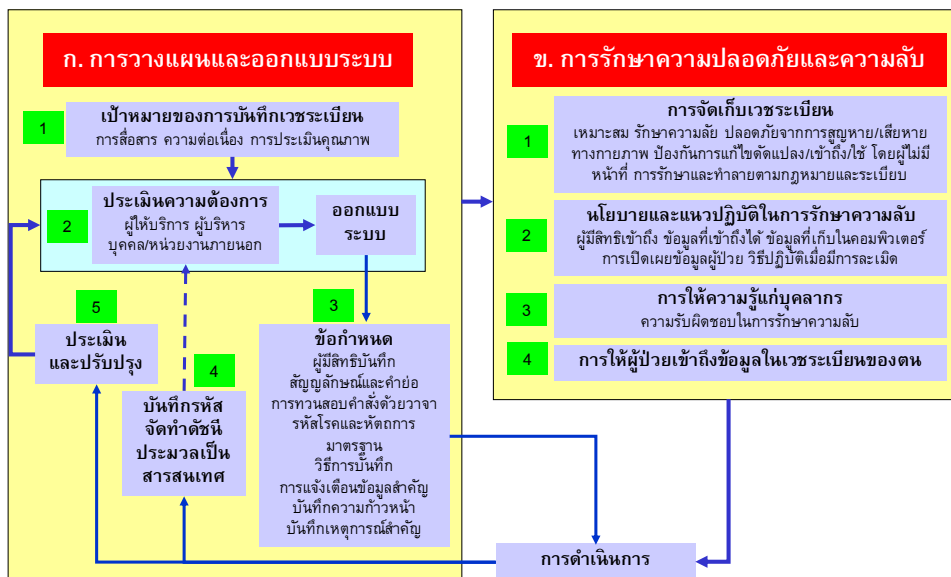 ก. การวางแผนและออกแบบระบบ
1
เป้าหมายของการบันทึกเวชระเบียน
การสื่อสาร ความต่อเนื่อง การประเมินคุณภาพ
2
ประเมินความต้องการ
ผู้ให้บริการ ผู้บริหาร
บุคคล/หน่วยงานภายนอก
ออกแบบ
ระบบ
3
ข้อกำหนด
ผู้มีสิทธิบันทึก
สัญญลักษณ์และคำย่อ
การทวนสอบคำสั่งด้วยวาจา
รหัสโรคและหัตถการ
มาตรฐาน
วิธีการบันทึก
การแจ้งเตือนข้อมูลสำคัญ
บันทึกความก้าวหน้า
บันทึกเหตุการณ์สำคัญ
4
บันทึกรหัส
จัดทำดัชนี
ประมวลเป็น
สารสนเทศ
5
ประเมิน
และปรับปรุง
ข. การรักษาความปลอดภัยและความลับ
1
การจัดเก็บเวชระเบียน
เหมาะสม รักษาความลัย ปลอดภัยจากการสูญหาย/เสียหาย
ทางกายภาพ ป้องกันการแก้ไขดัดแปลง/เข้าถึง/ใช้ โดยผู้ไม่มี
หน้าที่ การรักษาและทำลายตามกฎหมายและระเบียบ
2
นโยบายและแนวปฏิบัติในการรักษาความลับ
ผู้มีสิทธิเข้าถึง ข้อมูลที่เข้าถึงได้ ข้อมูลที่เก็บในคอมพิวเตอร์
การเปิดเผยข้อมูลผู้ป่วย วิธีปฏิบัติเมื่อมีการละเมิด
3
การให้ความรู้แก่บุคลากร
ความรับผิดชอบในการรักษาความลับ
4
การให้ผู้ป่วยเข้าถึงข้อมูลในเวชระเบียนของตน
การดำเนินการ